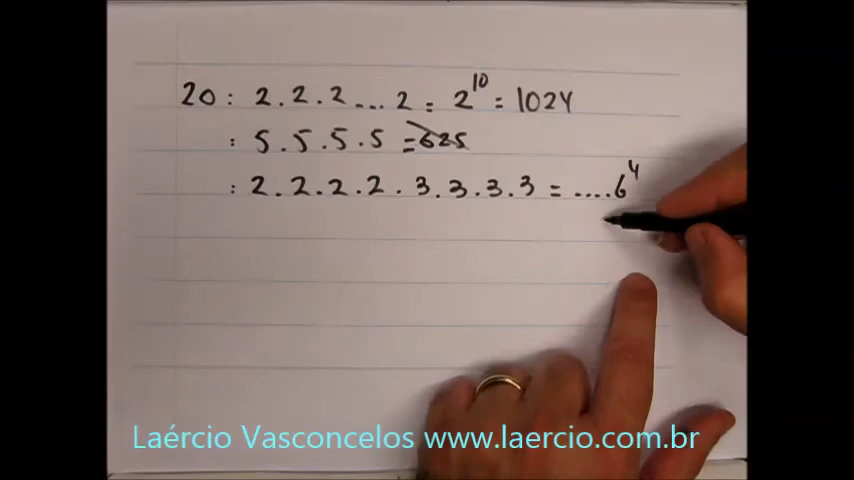 20 : 2 . 2 . 2 .... 2 = 2^10 = 1024
: 5 . 5 . 5 . 5 = 625
: 2 . 2 . 2 . 2 . 3 . 3 . 3 . 3 = ....6^4
Laércio Vasconcelos www.laercio.com.br